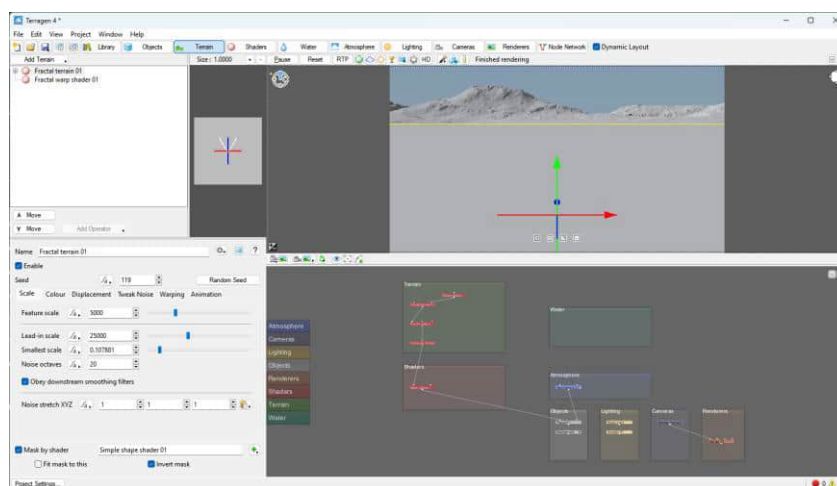 Terragen 4 *
File Edit View Project Window Help
Library Objects Terrain Shaders Water Atmosphere Lighting Cameras Renderers Node Network Dynamic Layout
Add Terrain Size: 1.0000 + - Pause Reset RTP HD Finished rendering
Fractal terrain 01
Fractal warp shader 01
Move
Move Add Operator
Name Fractal terrain 01 ?
Enable
Seed 119 Random Seed
Scale Colour Displacement Tweak Noise Warping Animation
Feature scale 5000
Lead-in scale 25000
Smallest scale 0.107881
Noise octaves 20
Obey downstream smoothing filters
Noise stretch XYZ 1 1 1
Mask by shader Simple shape shader 01
Fit mask to this Invert mask
Project Settings...
Atmosphere
Cameras
Lighting
Objects
Renderers
Shaders
Terrain
Water
Terrain
Water
Shaders
Atmosphere
Objects Lighting Cameras Renderers
0